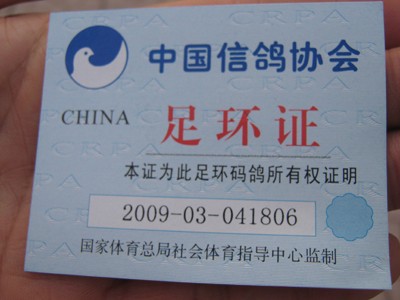 中国信鸽协会
CHINA
足环证
本证为此足环码鸽所有权证明
2009-03-041806
国家体育总局社会体育指导中心监制